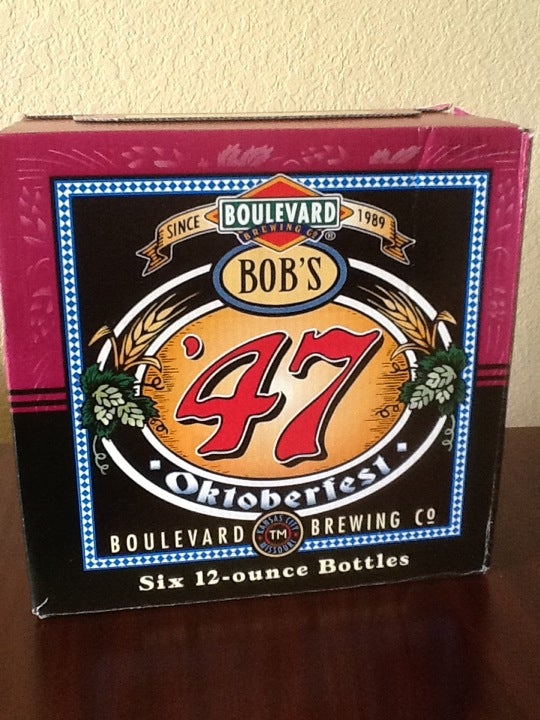 SINCE BOULEVARD 1989
BREWING Cº ®
BOB'S
'47
Oktoberfest
BOULEVARD BREWING Cº
KANSAS CITY
TM
MISSOURI
Six 12-ounce Bottles